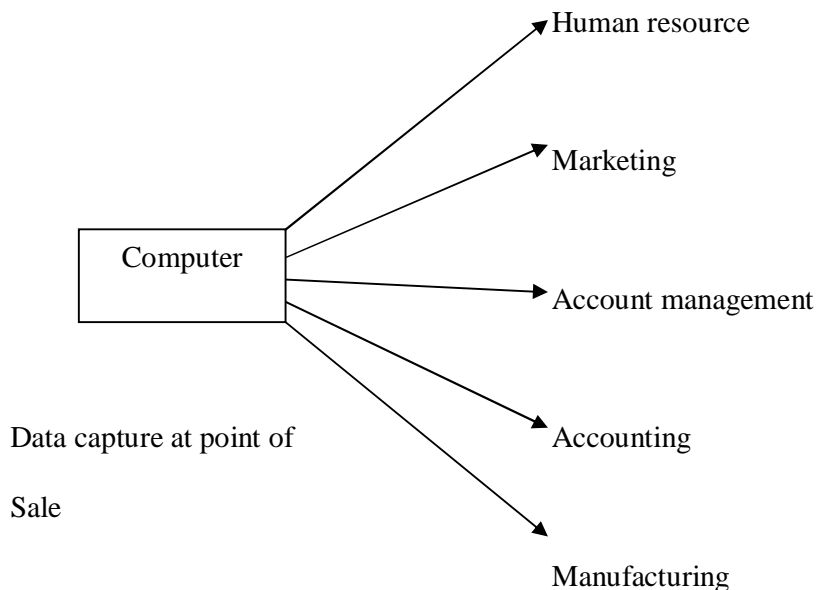 Human resource
Marketing
Computer
Account management
Data capture at point of
Sale
Accounting
Manufacturing